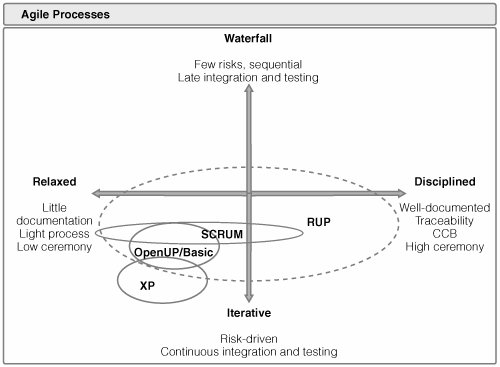 Agile Processes
Waterfall
Few risks, sequential
Late integration and testing
Relaxed
Little
documentation
Light process
Low ceremony
Disciplined
Well-documented
Traceability
CCB
High ceremony
RUP
SCRUM
OpenUP/Basic
XP
Iterative
Risk-driven
Continuous integration and testing